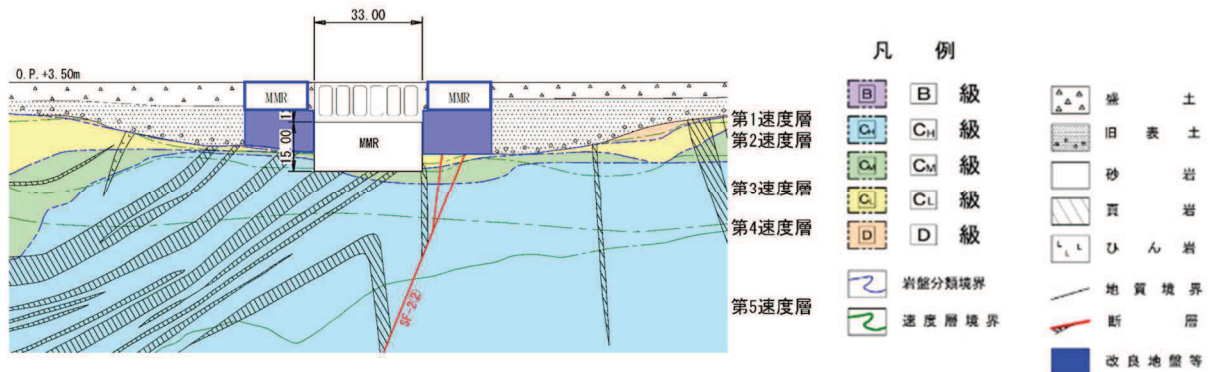 33.00
O.P.+3.50m
MMR
MMR
MMR
15.00
第1速度層
第2速度層
第3速度層
第4速度層
第5速度層
SF-2(2)
凡 例
B B 級
CH CH 級
CM CM 級
CL CL 級
D D 級
岩盤分類境界
速度層境界
盛 土
旧 表 土
砂 岩
頁 岩
ひ ん 岩
地 質 境 界
断 層
改 良 地 盤 等